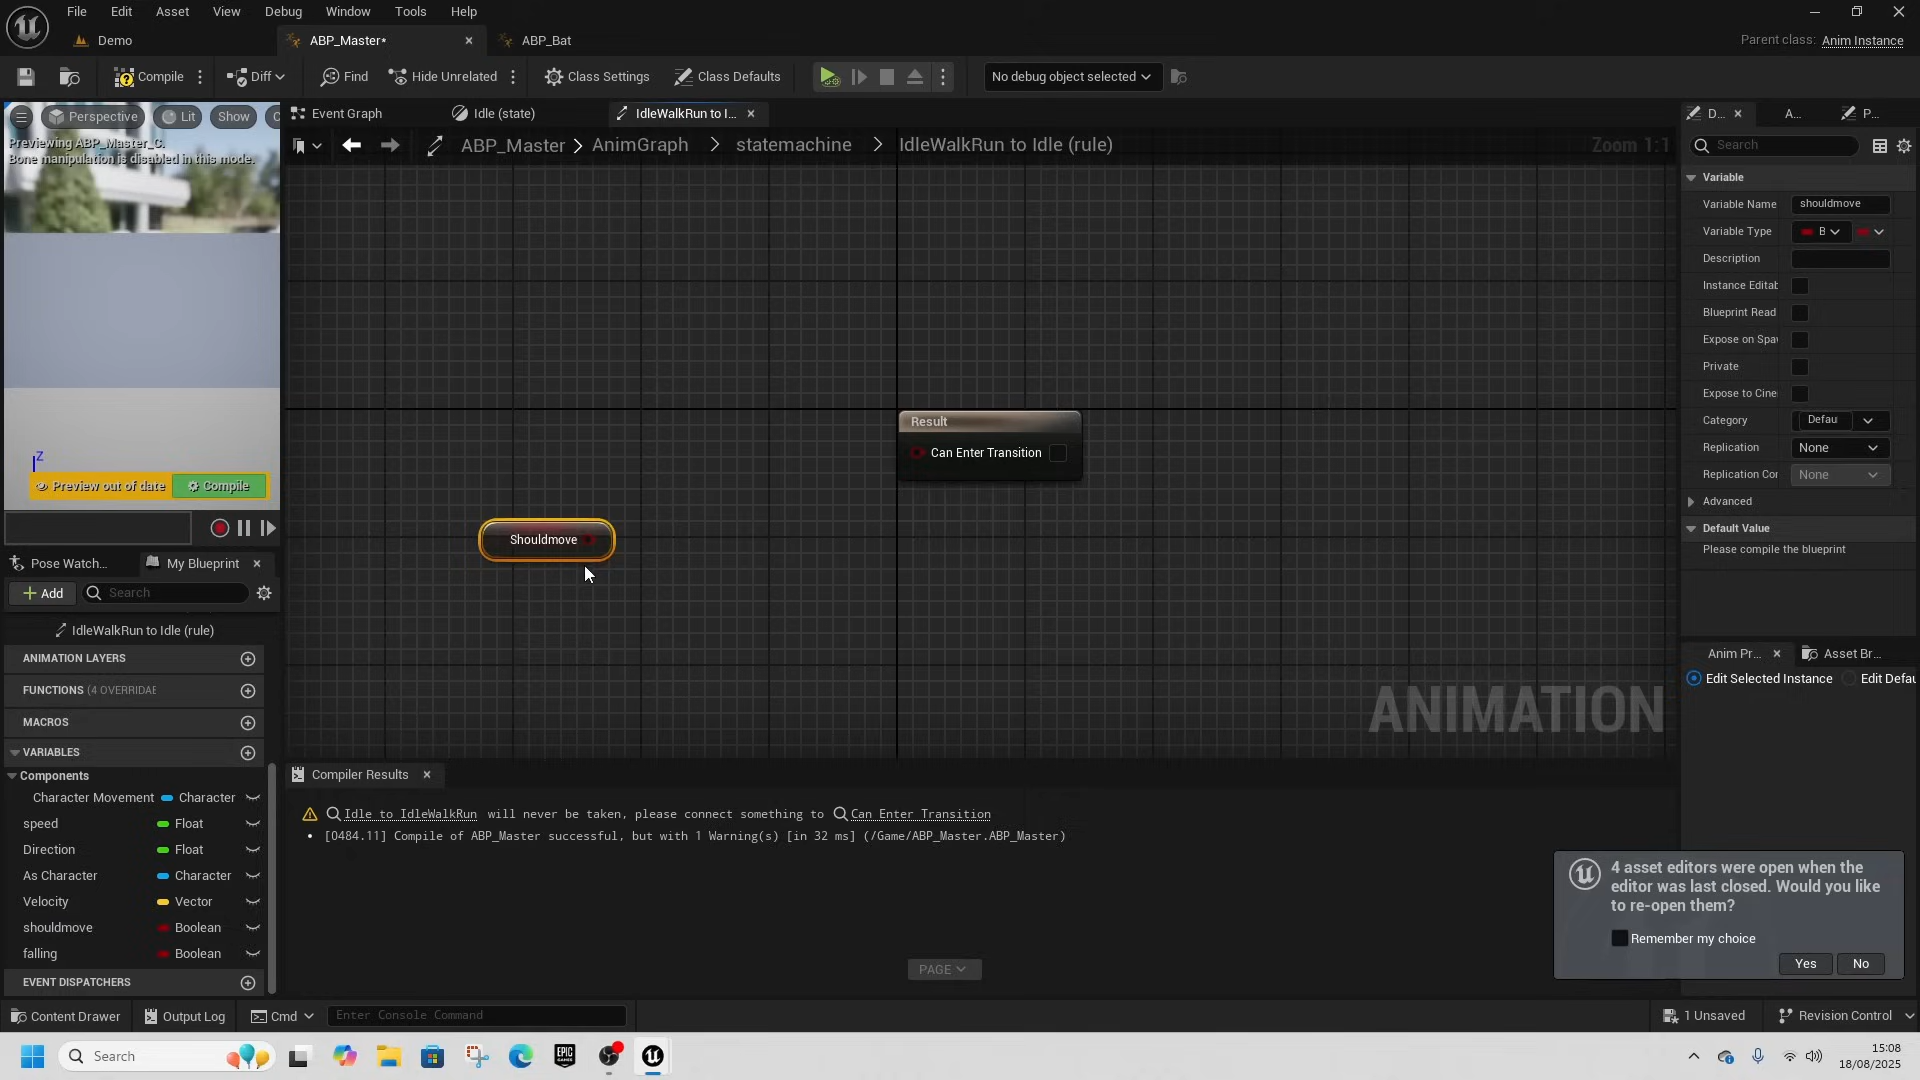 File Edit Asset View Debug Window Tools Help
Demo ABP_Master* ABP_Bat Parent class: Anim Instance
Compile Diff Find Hide Unrelated Class Settings Class Defaults No debug object selected
Perspective Lit Show
Previewing ABP_Master_C.
Bone manipulation is disabled in this mode.
Z
Preview out of date Compile
Event Graph Idle (state) IdleWalkRun to I...
ABP_Master > AnimGraph > statemachine > IdleWalkRun to Idle (rule) Zoom 1:1
Result
Can Enter Transition
Shouldmove
ANIMATION
Pose Watch... My Blueprint
Add Search
IdleWalkRun to Idle (rule)
ANIMATION LAYERS
FUNCTIONS (4 OVERRIDAE
MACROS
VARIABLES
Components
Character Movement Character
speed Float
Direction Float
As Character Character
Velocity Vector
shouldmove Boolean
falling Boolean
EVENT DISPATCHERS
Compiler Results
Idle to IdleWalkRun will never be taken, please connect something to Can Enter Transition
[0484.11] Compile of ABP_Master successful, but with 1 Warning(s) [in 32 ms] (/Game/ABP_Master.ABP_Master)
PAGE
D... A... P...
Search
Variable
Variable Name shouldmove
Variable Type B
Description
Instance Editab
Blueprint Read
Expose on Spa
Private
Expose to Cine
Category Defau
Replication None
Replication Con None
Advanced
Default Value
Please compile the blueprint
Anim Pr... Asset Br...
Edit Selected Instance Edit Defau
4 asset editors were open when the
editor was last closed. Would you like
to re-open them?
Remember my choice
Yes No
Content Drawer Output Log Cmd Enter Console Command 1 Unsaved Revision Control
Search
EPIC GAMES
15:08
18/08/2025